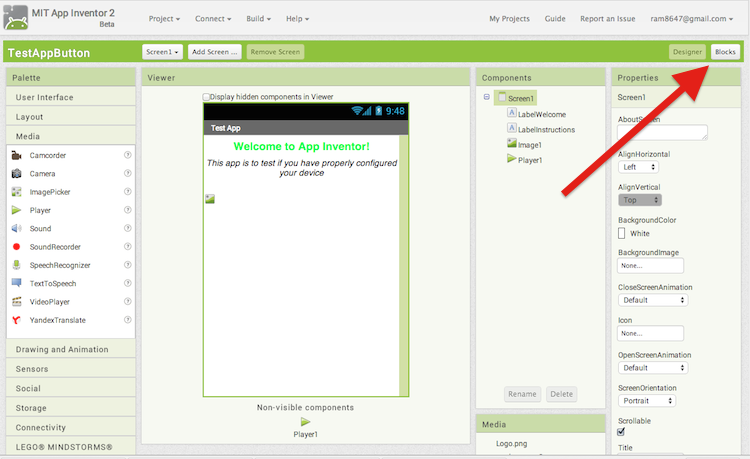 MIT App Inventor 2
Beta
Project
Connect
Build
Help
My Projects
Guide
Report an Issue
ram8647@gmail.com
TestAppButton
Screen1
Add Screen ...
Remove Screen
Designer
Blocks
Palette
User Interface
Layout
Media
Camcorder ?
Camera ?
ImagePicker ?
Player ?
Sound ?
SoundRecorder ?
SpeechRecognizer ?
TextToSpeech ?
VideoPlayer ?
YandexTranslate ?
Drawing and Animation
Sensors
Social
Storage
Connectivity
LEGO® MINDSTORMS®
Viewer
Display hidden components in Viewer
9:48
Test App
Welcome to App Inventor!
This app is to test if you have properly configured
your device
Non-visible components
Player1
Components
Screen1
A LabelWelcome
A LabelInstructions
Image1
Player1
Rename
Delete
Media
Logo.png
Properties
Screen1
AlignHorizontal
Left
AlignVertical
Top
BackgroundColor
White
BackgroundImage
None...
CloseScreenAnimation
Default
Icon
None...
OpenScreenAnimation
Default
ScreenOrientation
Portrait
Scrollable
Title